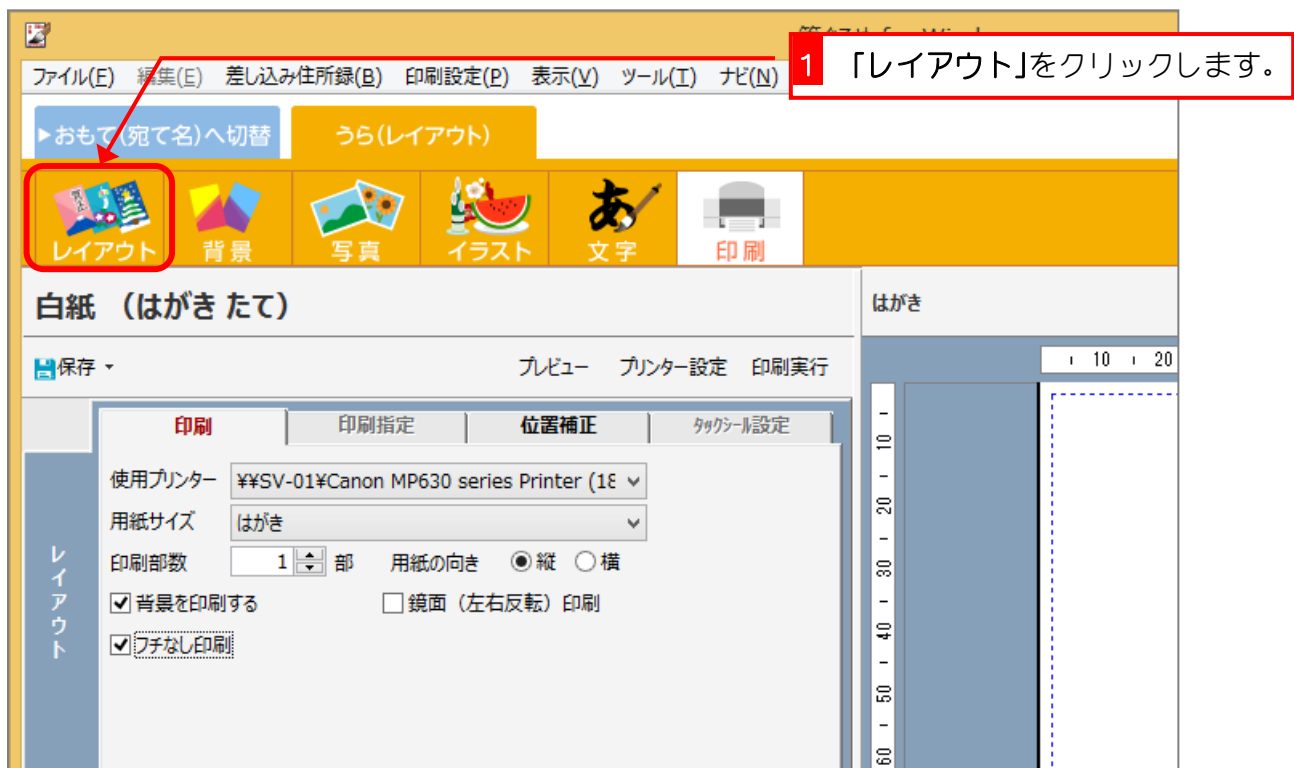 1 「レイアウト」をクリックします。
ファイル(F) 編集(E) 差し込み住所録(B) 印刷設定(P) 表示(V) ツール(T) ナビ(N)
▶おもて(宛て名)へ切替 うら(レイアウト)
レイアウト 背景 写真 イラスト 文字 印刷
あ
白紙 (はがき たて) はがき
保存 プレビュー プリンター設定 印刷実行
10 20
印刷 印刷指定 位置補正 タックシール設定
使用プリンター ¥¥SV-01¥Canon MP630 series Printer (18
用紙サイズ はがき
印刷部数 1 部 用紙の向き 縦 横
背景を印刷する 鏡面(左右反転)印刷
フチなし印刷
レイアウト
10
20
30
40
50
60